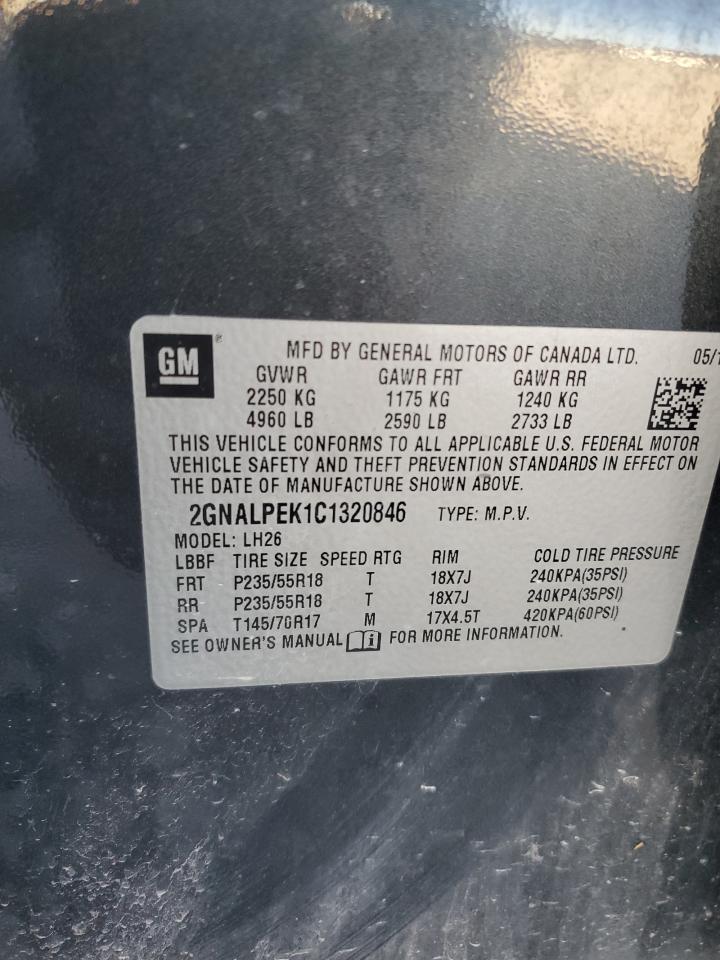 GM® MFD BY GENERAL MOTORS OF CANADA LTD. 05/1
GVWR GAWR FRT GAWR RR
2250 KG 1175 KG 1240 KG
4960 LB 2590 LB 2733 LB
THIS VEHICLE CONFORMS TO ALL APPLICABLE U.S. FEDERAL MOTOR
VEHICLE SAFETY AND THEFT PREVENTION STANDARDS IN EFFECT ON
THE DATE OF MANUFACTURE SHOWN ABOVE.
2GNALPEK1C1320846 TYPE: M.P.V.
MODEL: LH26
LBBF TIRE SIZE SPEED RTG RIM COLD TIRE PRESSURE
FRT P235/55R18 T 18X7J 240KPA(35PSI)
RR P235/55R18 T 18X7J 240KPA(35PSI)
SPA T145/70R17 M 17X4.5T 420KPA(60PSI)
SEE OWNER'S MANUAL i FOR MORE INFORMATION.